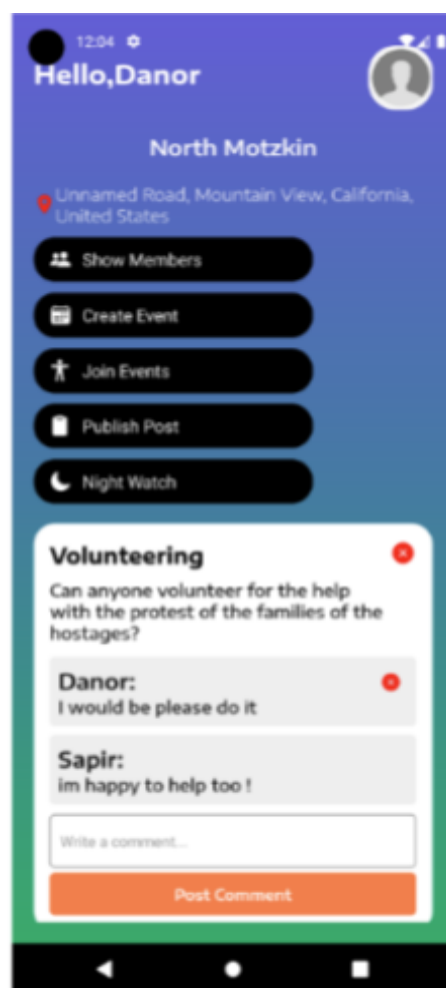 12:04
Hello,Danor
North Motzkin
Unnamed Road, Mountain View, California,
United States
Show Members
Create Event
Join Events
Publish Post
Night Watch
Volunteering
Can anyone volunteer for the help
with the protest of the families of the
hostages?
Danor:
I would be please do it
Sapir:
im happy to help too !
Write a comment...
Post Comment